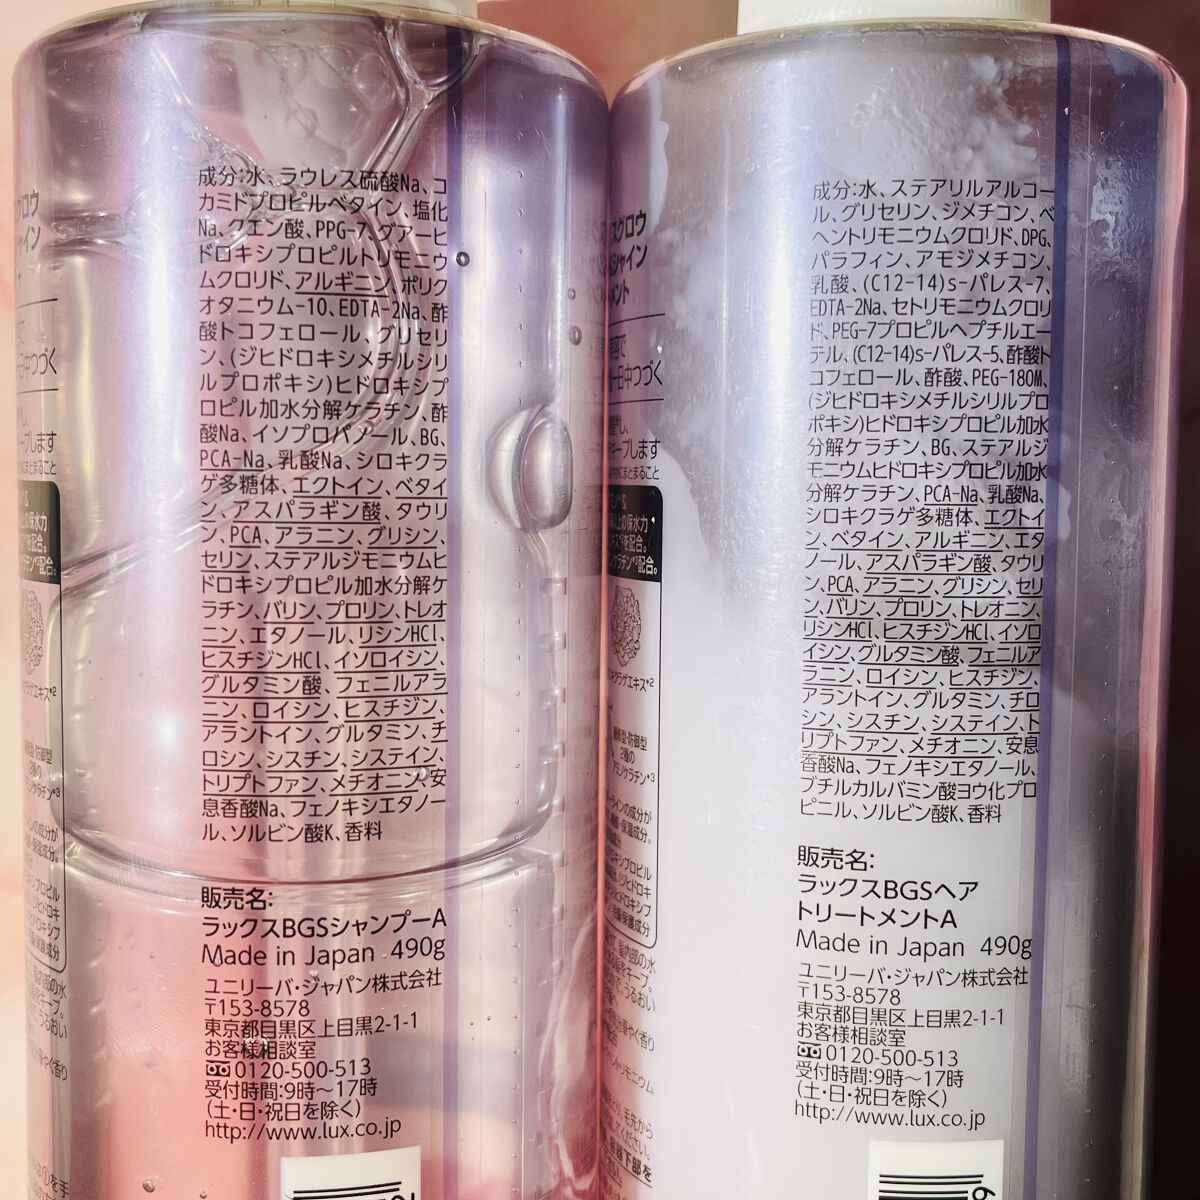 成分:水、ラウレス硫酸Na、コ
カミドプロピルベタイン、塩化
Na、クエン酸、PPG-7、グアーヒ
ドロキシプロピルトリモニウ
ムクロリド、アルギニン、ポリク
オタニウム-10、EDTA-2Na、酢
酸トコフェロール、グリセリ
ン、(ジヒドロキシメチルシリ
ルプロポキシ)ヒドロキシプ
ロピル加水分解ケラチン、酢
酸Na、イソプロパノール、BG、
PCA-Na、乳酸Na、シロキクラ
ゲ多糖体、エクトイン、ベタイ
ン、アスパラギン酸、タウリ
ン、PCA、アラニン、グリシン、
セリン、ステアルジモニウムヒ
ドロキシプロピル加水分解ケ
ラチン、バリン、プロリン、トレオ
ニン、エタノール、リシンHCl、
ヒスチジンHCl、イソロイシン、
グルタミン酸、フェニルアラ
ニン、ロイシン、ヒスチジン、
アラントイン、グルタミン、チ
ロシン、シスチン、システイン、
トリプトファン、メチオニン、安
息香酸Na、フェノキシエタノー
ル、ソルビン酸K、香料
販売名:
ラックスBGSシャンプーA
Made in Japan 490g
ユニリーバ・ジャパン株式会社
〒153-8578
東京都目黒区上目黒2-1-1
お客様相談室
0120-500-513
受付時間:9時〜17時
(土・日・祝日を除く)
http://www.lux.co.jp
成分:水、ステアリルアルコー
ル、グリセリン、ジメチコン、ベ
ヘントリモニウムクロリド、DPG、
パラフィン、アモジメチコン、
乳酸、(C12-14)s-パレス-7、
EDTA-2Na、セトリモニウムクロリ
ド、PEG-7プロピルヘプチルエー
テル、(C12-14)s-パレス-5、酢酸ト
コフェロール、酢酸、PEG-180M、
(ジヒドロキシメチルシリルプロ
ポキシ)ヒドロキシプロピル加水
分解ケラチン、BG、ステアルジ
モニウムヒドロキシプロピル加水
分解ケラチン、PCA-Na、乳酸Na、
シロキクラゲ多糖体、エクトイ
ン、ベタイン、アルギニン、エタ
ノール、アスパラギン酸、タウリ
ン、PCA、アラニン、グリシン、セリ
ン、バリン、プロリン、トレオニン、
リシンHCl、ヒスチジンHCl、イソロ
イシン、グルタミン酸、フェニルア
ラニン、ロイシン、ヒスチジン、
アラントイン、グルタミン、チロ
シン、シスチン、システイン、ト
リプトファン、メチオニン、安息
香酸Na、フェノキシエタノール、
ブチルカルバミン酸ヨウ化プロ
ピニル、ソルビン酸K、香料
販売名:
ラックスBGSヘア
トリートメントA
Made in Japan 490g
ユニリーバ・ジャパン株式会社
〒153-8578
東京都目黒区上目黒2-1-1
お客様相談室
0120-500-513
受付時間:9時〜17時
(土・日・祝日を除く)
http://www.lux.co.jp